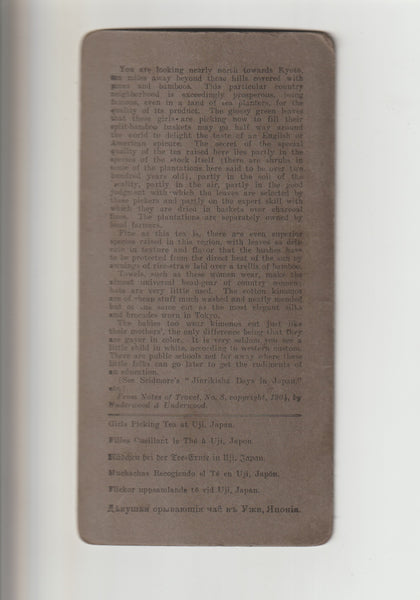 You are looking nearly north towards Kyoto,
ten miles away beyond those hills covered with
pines and bamboos. This particular country
neighborhood is exceedingly prosperous, being
famous, even in a land of tea planters, for the
quality of its product. The glossy green leaves
that these girls are picking now to fill their
split-bamboo baskets may go half way around
the world to delight the taste of an English or
American epicure. The secret of the special
quality of the tea raised here lies partly in the
species of the stock itself (there are shrubs in
some of the plantations here said to be over two
hundred years old), partly in the soil of the
locality, partly in the air, partly in the good
judgment with which the leaves are selected by
these pickers and partly on the expert skill with
which they are dried in baskets over charcoal
fires. The plantations are separately owned by
small farmers.
Fine as this tea is, there are even superior
species raised in this region, with leaves so deli-
cate in texture and flavor that the bushes have
to be protected from the direct heat of the sun by
awnings of rice-straw laid over a trellis of bamboo.
Towels, such as these women wear, make the
almost universal head-gear of country women;
hats are very little used. The cotton kimonos
are of cheap stuff much washed and neatly mended
but of the same cut as the most elegant silks
and brocades worn in Tokyo.
The babies too wear kimonos cut just like
their mothers', the only difference being that they
are gayer in color. It is very seldom you see a
little child in white, according to western custom.
There are public schools not far away where these
little folks can go later to get the rudiments of
an education.
(See Scidmore's "Jinrikisha Days in Japan,"
etc.)
From Notes of Travel, No. 8, copyright, 1904, by
Underwood & Underwood.
Girls Picking Tea at Uji, Japan.
Filles Cueillant le Thé à Uji, Japon
Mädchen bei der Tee-Ernte in Uji, Japan.
Muchachas Recogiendo el Té en Uji, Japón.
Flickor uppsamlande té vid Uji, Japan.
Дѣвушки орывающія чай въ Ужи, Японія.